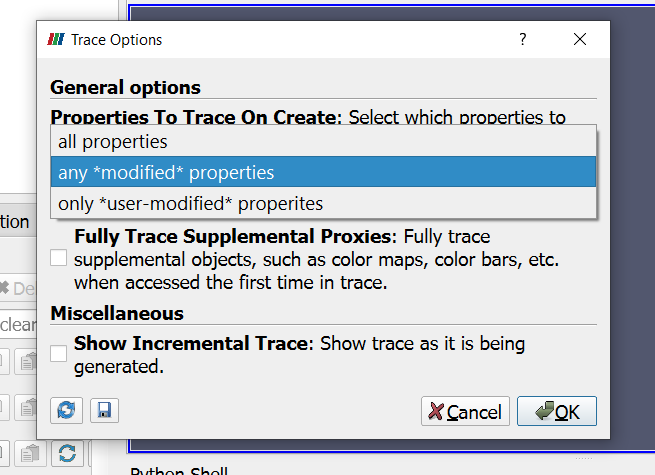 Trace Options
?
General options
Properties To Trace On Create: Select which properties to
all properties
any *modified* properties
only *user-modified* properites
tion
Fully Trace Supplemental Proxies: Fully trace
supplemental objects, such as color maps, color bars, etc.
when accessed the first time in trace.
De
clear
Miscellaneous
Show Incremental Trace: Show trace as it is being
generated.
Cancel
OK
Python Shell